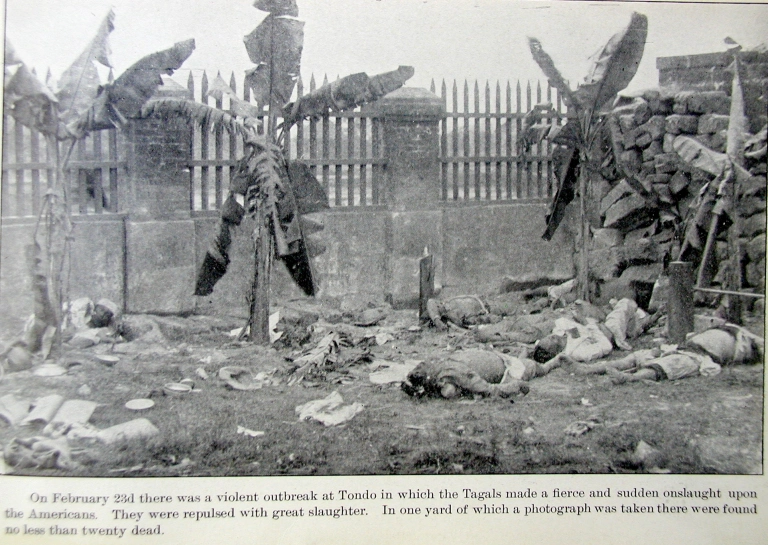 On February 23d there was a violent outbreak at Tondo in which the Tagals made a fierce and sudden onslaught upon
the Americans. They were repulsed with great slaughter. In one yard of which a photograph was taken there were found
no less than twenty dead.